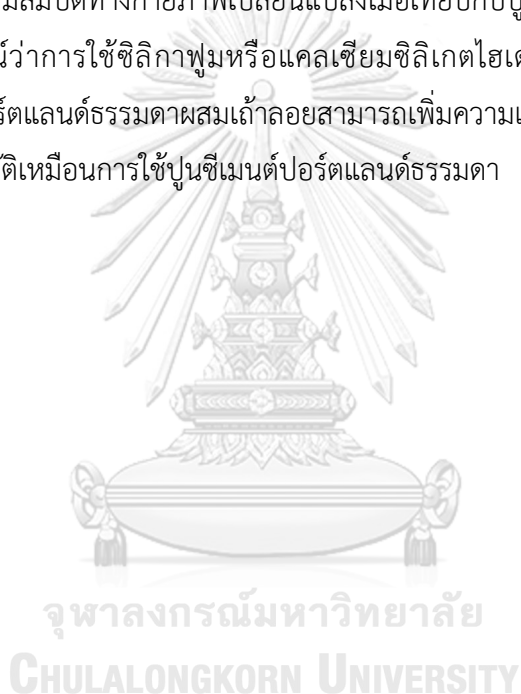 มสมบัติทางกายภาพเปลี่ยนแปลงเมื่อเทียบกับปู
น์ว่าการใช้ซิลิกาฟูมหรือแคลเซียมซิลิเกตไฮเด
ร์ตแลนด์ธรรมดาผสมเถ้าลอยสามารถเพิ่มความแ
ัติเหมือนการใช้ปูนซีเมนต์ปอร์ตแลนด์ธรรมดา
จุฬาลงกรณ์มหาวิทยาลัย
CHULALONGKORN UNIVERSITY